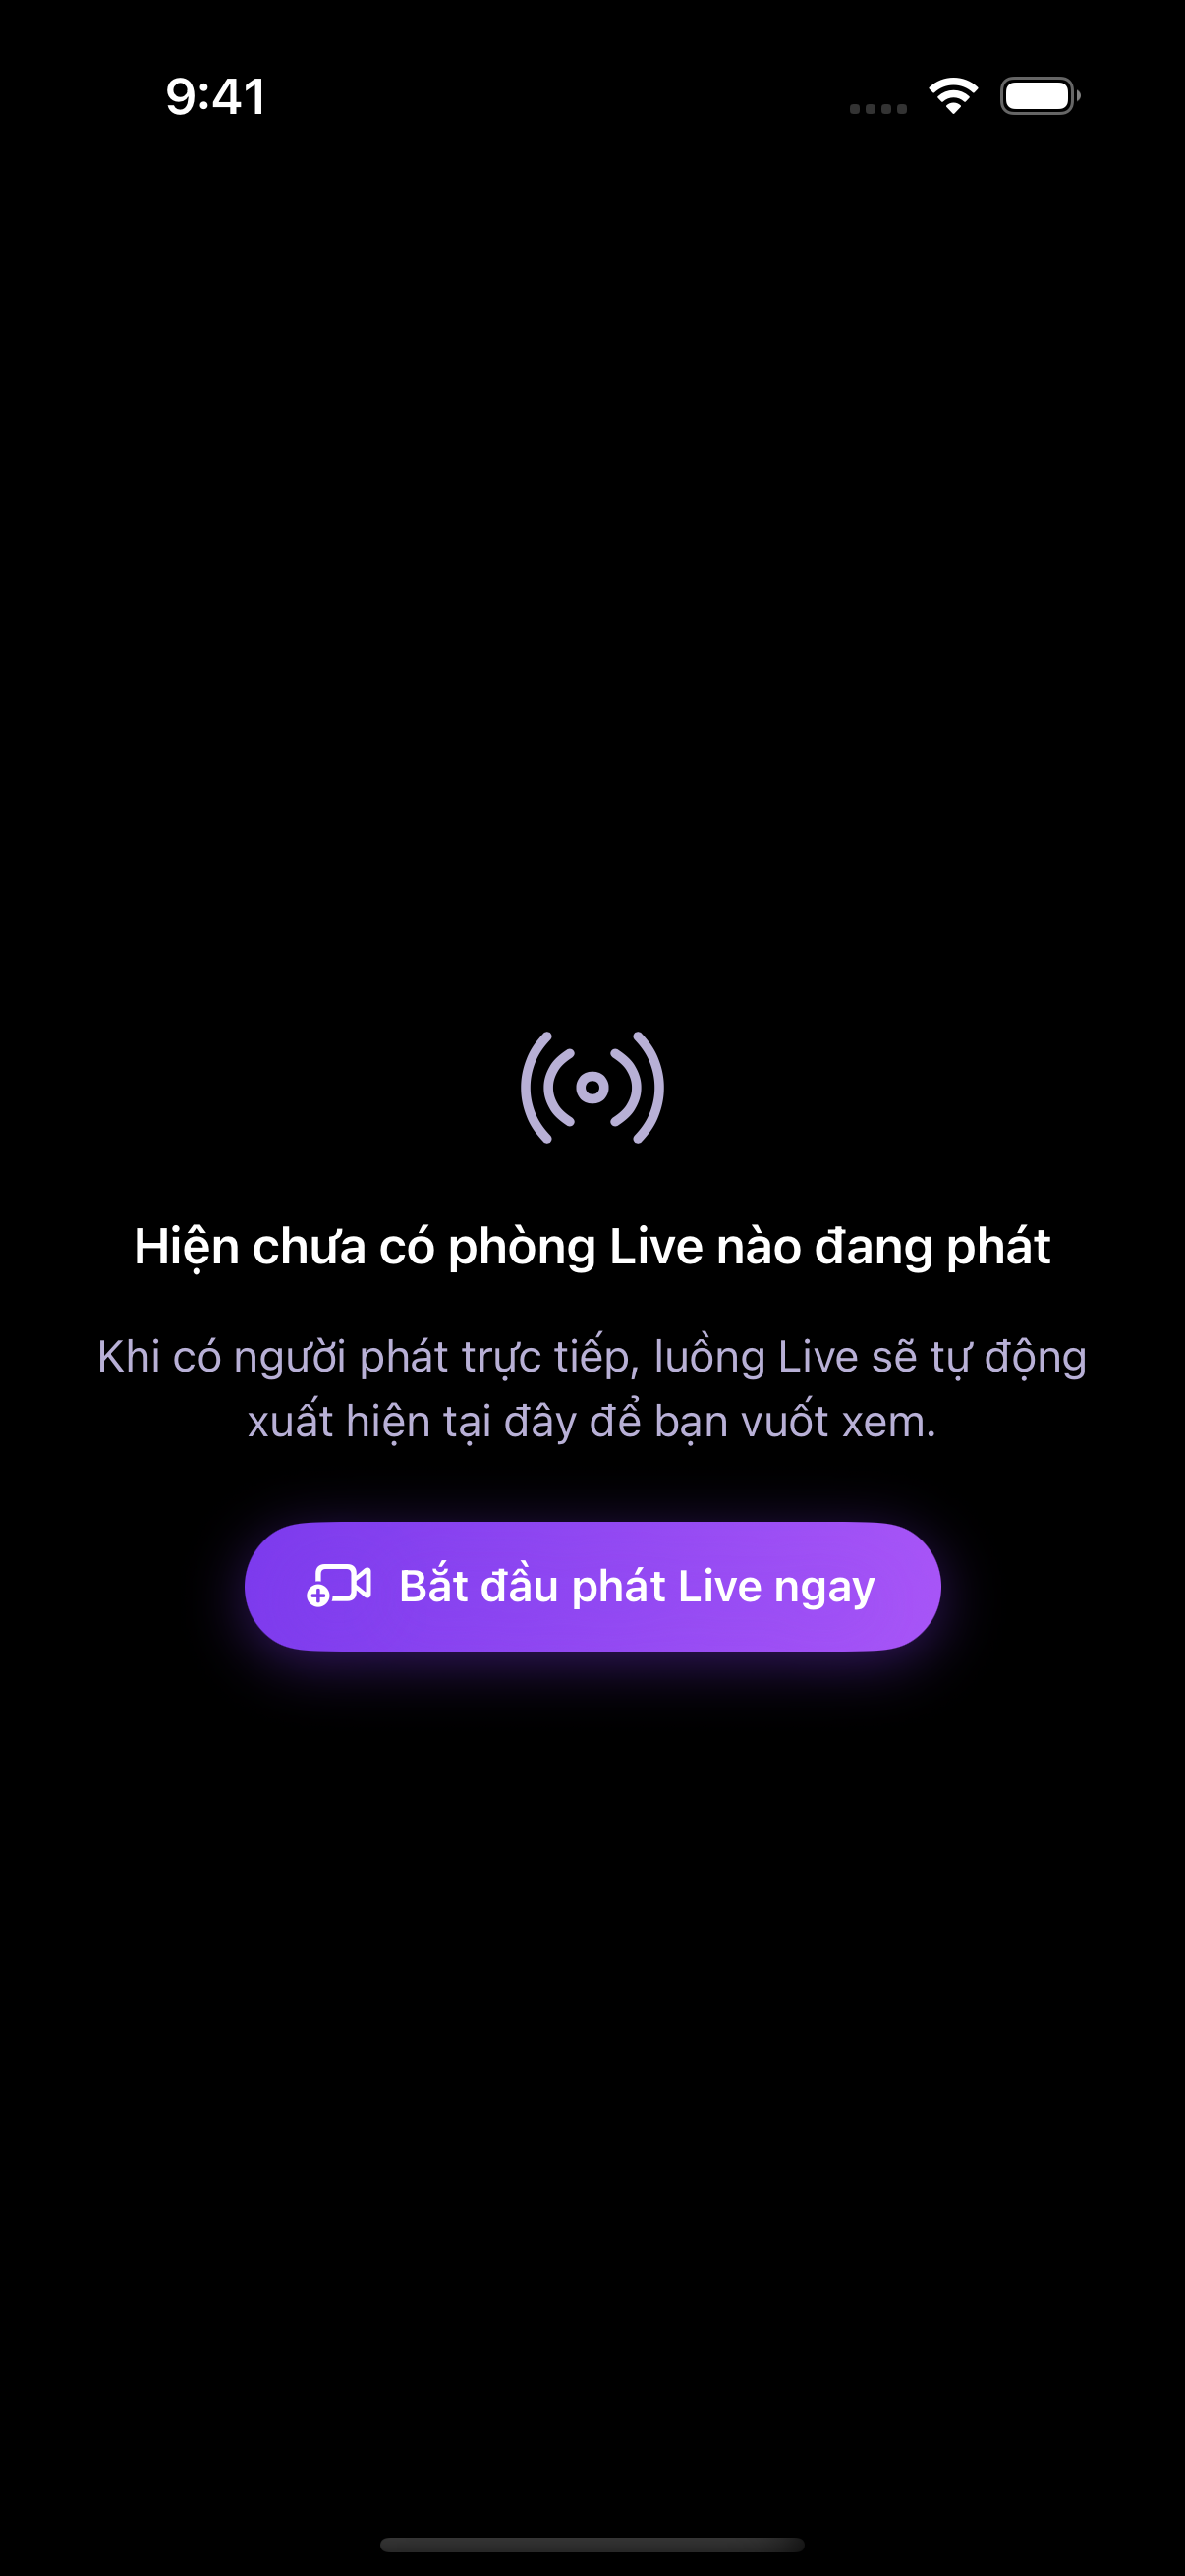 9:41
Hiện chưa có phòng Live nào đang phát
Khi có người phát trực tiếp, luồng Live sẽ tự động
xuất hiện tại đây để bạn vuốt xem.
Bắt đầu phát Live ngay